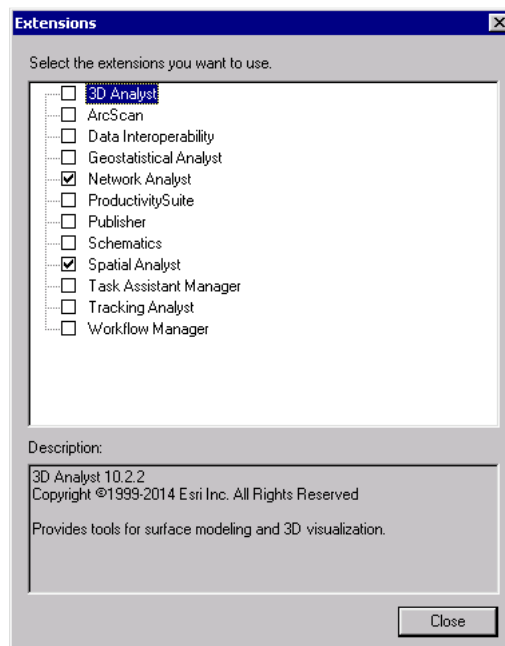 Extensions
Select the extensions you want to use.
3D Analyst
ArcScan
Data Interoperability
Geostatistical Analyst
Network Analyst
ProductivitySuite
Publisher
Schematics
Spatial Analyst
Task Assistant Manager
Tracking Analyst
Workflow Manager
Description:
3D Analyst 10.2.2
Copyright ©1999-2014 Esri Inc. All Rights Reserved
Provides tools for surface modeling and 3D visualization.
Close